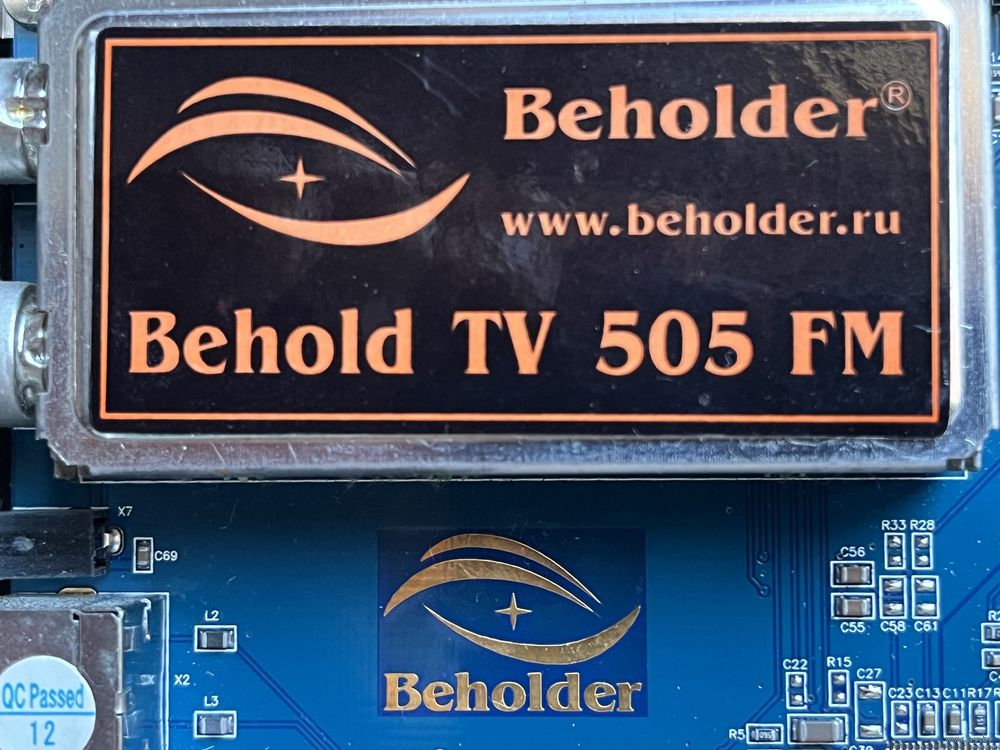 Beholder®
www.beholder.ru
Behold TV 505 FM
X7
C69
R33 R28
C56
C55
C58 C61
L2
X2
L3
QC Passed
12
Beholder
C22
R15
C27
C23 C13 C11 R17
R5